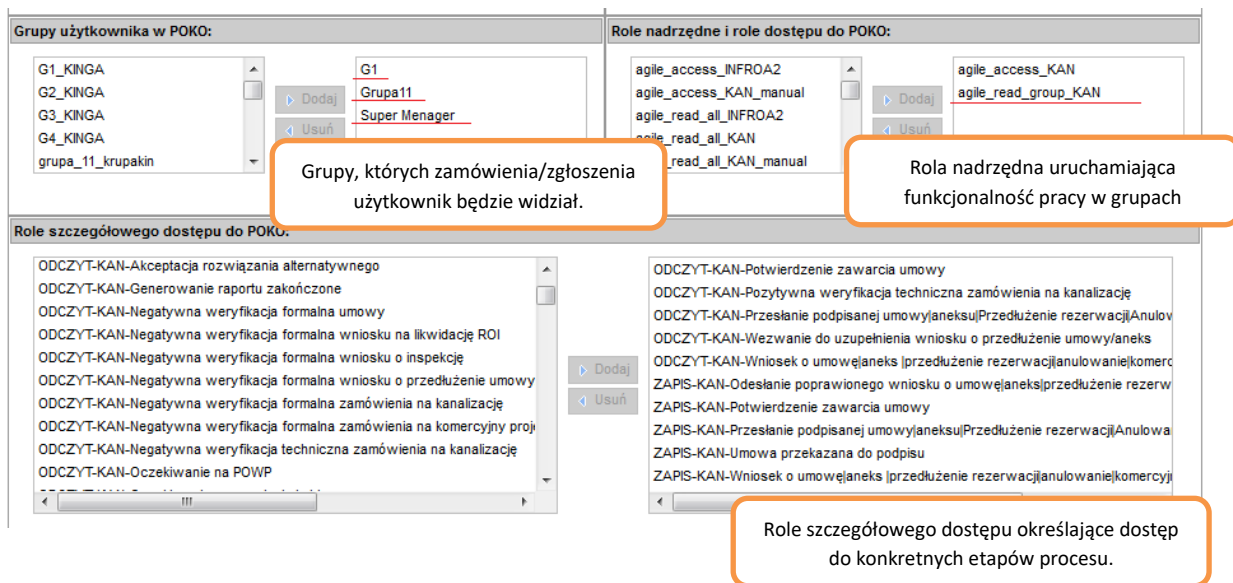 Grupy użytkownika w POKO:
G1_KINGA
G2_KINGA
G3_KINGA
G4_KINGA
grupa_11_krupakin
Dodaj
Usuń
G1
Grupa11
Super Menager
Grupy, których zamówienia/zgłoszenia
użytkownik będzie widział.
Role nadrzędne i role dostępu do POKO:
agile_access_INFROA2
agile_access_KAN_manual
agile_read_all_INFROA2
agile_read_all_KAN
read_all_KAN_manual
Dodaj
Usuń
agile_access_KAN
agile_read_group_KAN
Rola nadrzędna uruchamiająca
funkcjonalność pracy w grupach
Role szczegółowego dostępu do POKO:
ODCZYT-KAN-Akceptacja rozwiązania alternatywnego
ODCZYT-KAN-Generowanie raportu zakończone
ODCZYT-KAN-Negatywna weryfikacja formalna umowy
ODCZYT-KAN-Negatywna weryfikacja formalna wniosku na likwidację ROI
ODCZYT-KAN-Negatywna weryfikacja formalna wniosku o inspekcję
ODCZYT-KAN-Negatywna weryfikacja formalna wniosku o przedłużenie umowy
ODCZYT-KAN-Negatywna weryfikacja formalna zamówienia na kanalizację
ODCZYT-KAN-Negatywna weryfikacja formalna zamówienia na komercyjny proj
ODCZYT-KAN-Negatywna weryfikacja techniczna zamówienia na kanalizację
ODCZYT-KAN-Oczekiwanie na POWP
Dodaj
Usuń
ODCZYT-KAN-Potwierdzenie zawarcia umowy
ODCZYT-KAN-Pozytywna weryfikacja techniczna zamówienia na kanalizację
ODCZYT-KAN-Przesłanie podpisanej umowy|aneksu|Przedłużenie rezerwacji|Anulow
ODCZYT-KAN-Wezwanie do uzupełnienia wniosku o przedłużenie umowy/aneks
ODCZYT-KAN-Wniosek o umowę|aneks |przedłużenie rezerwacji|anulowanie|komerc
ZAPIS-KAN-Odesłanie poprawionego wniosku o umowę|aneks|przedłużenie rezerw
ZAPIS-KAN-Potwierdzenie zawarcia umowy
ZAPIS-KAN-Przesłanie podpisanej umowy|aneksu|Przedłużenie rezerwacji|Anulowa
ZAPIS-KAN-Umowa przekazana do podpisu
ZAPIS-KAN-Wniosek o umowę|aneks |przedłużenie rezerwacji|anulowanie|komercyj
Role szczegółowego dostępu określające dostęp
do konkretnych etapów procesu.